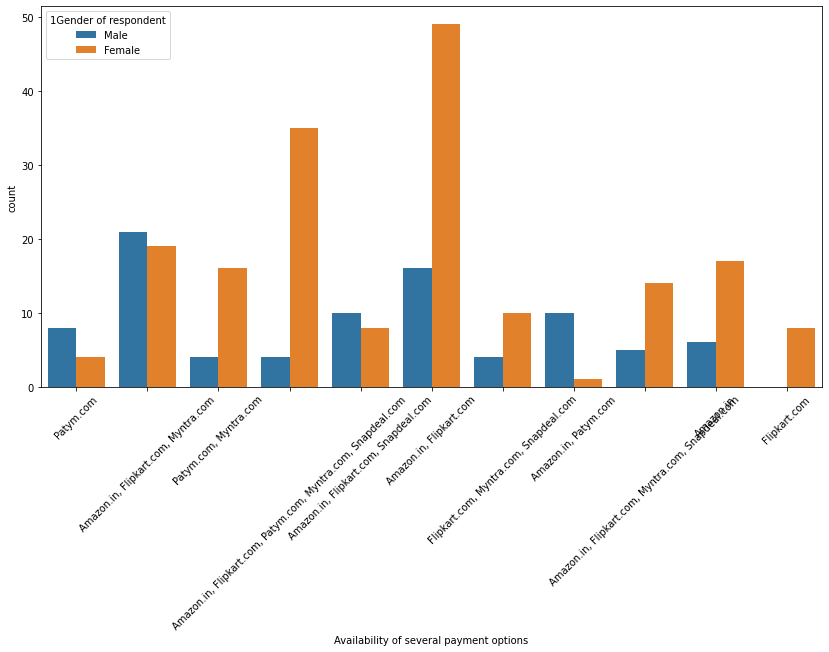 1Gender of respondent
Male
Female
50
40
30
20
10
0
count
Patym.com
Amazon.in, Flipkart.com, Myntra.com
Patym.com, Myntra.com
Amazon.in, Flipkart.com, Patym.com, Myntra.com, Snapdeal.com
Amazon.in, Flipkart.com, Snapdeal.com
Amazon.in, Flipkart.com
Flipkart.com, Myntra.com, Snapdeal.com
Amazon.in, Patym.com
Amazon.in, Flipkart.com, Myntra.com, Snapdeal.com
Amazon.in
Flipkart.com
Availability of several payment options